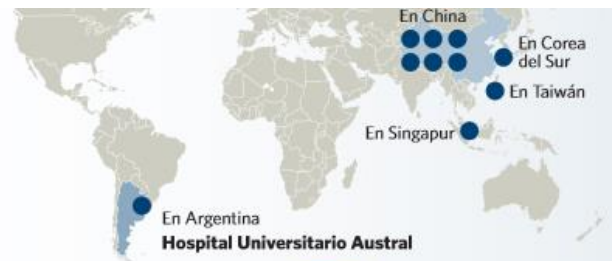 En China
En Corea
del Sur
En Taiwán
En Singapur
En Argentina
Hospital Universitario Austral